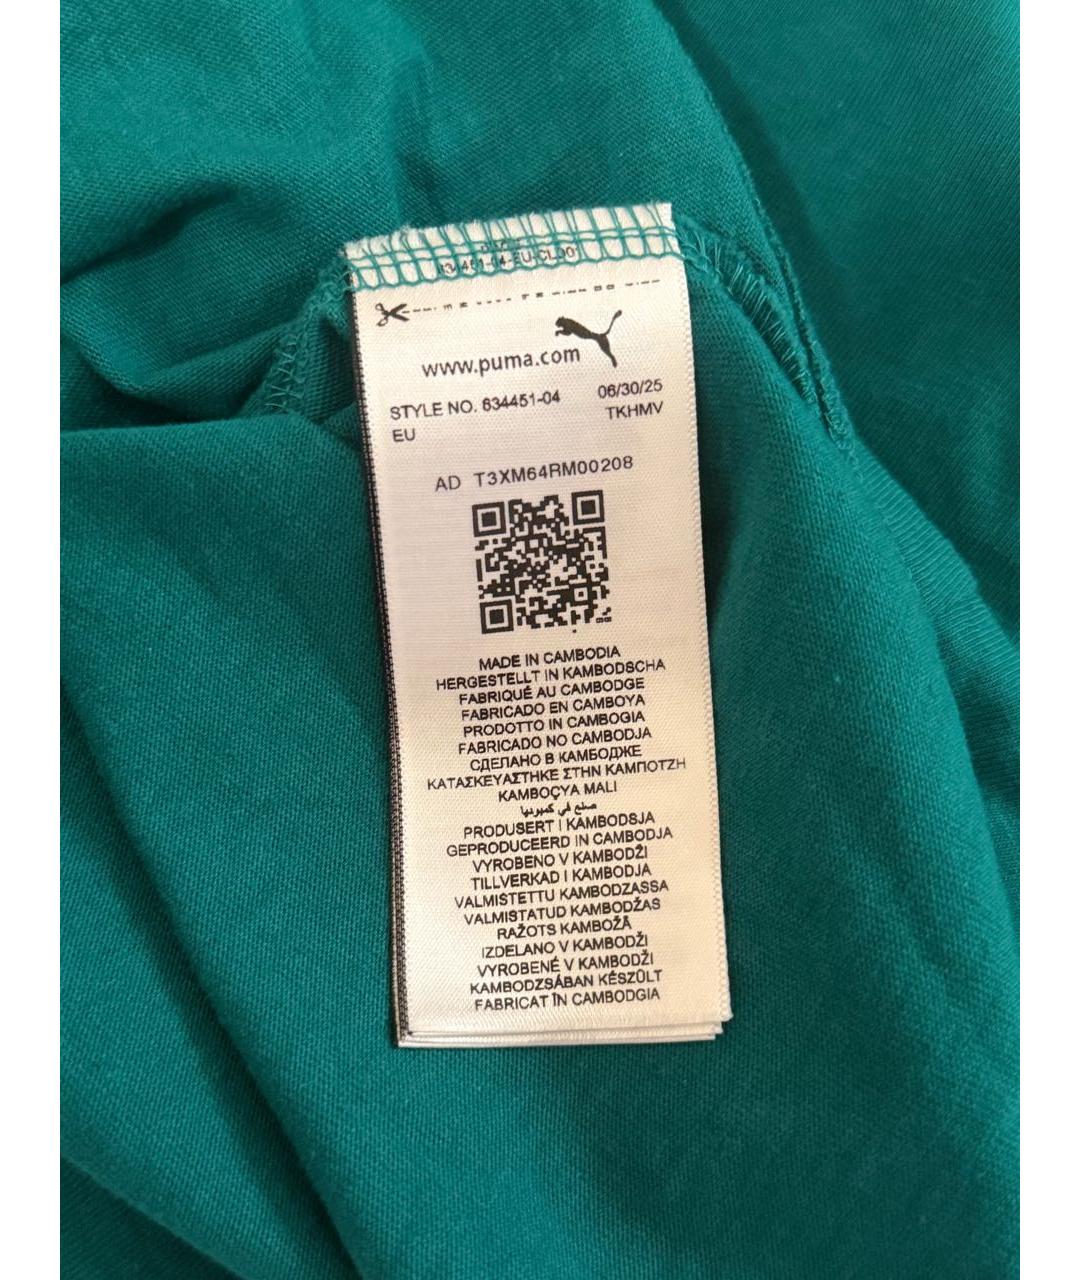 www.puma.com
STYLE NO. 634451-04 06/30/25
EU TKHMV
AD T3XM64RM00208
MADE IN CAMBODIA
HERGESTELLT IN KAMBODSCHA
FABRIQUÉ AU CAMBODGE
FABRICADO EN CAMBOYA
PRODOTTO IN CAMBOGIA
FABRICADO NO CAMBODJA
СДЕЛАНО В КАМБОДЖЕ
ΚΑΤΑΣΚΕΥΑΣΤΗΚΕ ΣΤΗΝ ΚΑΜΠΟΤΖΗ
KAMBOÇYA MALI
صنع في كمبوديا
PRODUSERT I KAMBODSJA
GEPRODUCEERD IN CAMBODJA
VYROBENO V KAMBODŽI
TILLVERKAD I KAMBODJA
VALMISTETTU KAMBODZASSA
VALMISTATUD KAMBODŽAS
RAŽOTS KAMBOŽĀ
IZDELANO V KAMBODŽI
VYROBENÉ V KAMBODŽI
KAMBODZSÁBAN KÉSZÜLT
FABRICAT ÎN CAMBODGIA